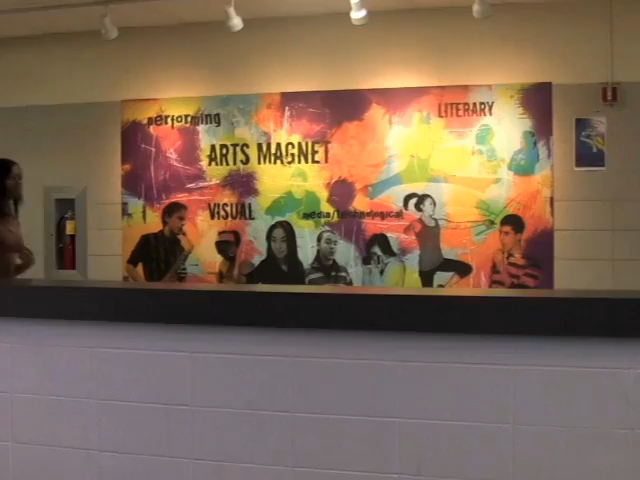 performing
LITERARY
ARTS MAGNET
VISUAL
media/technological